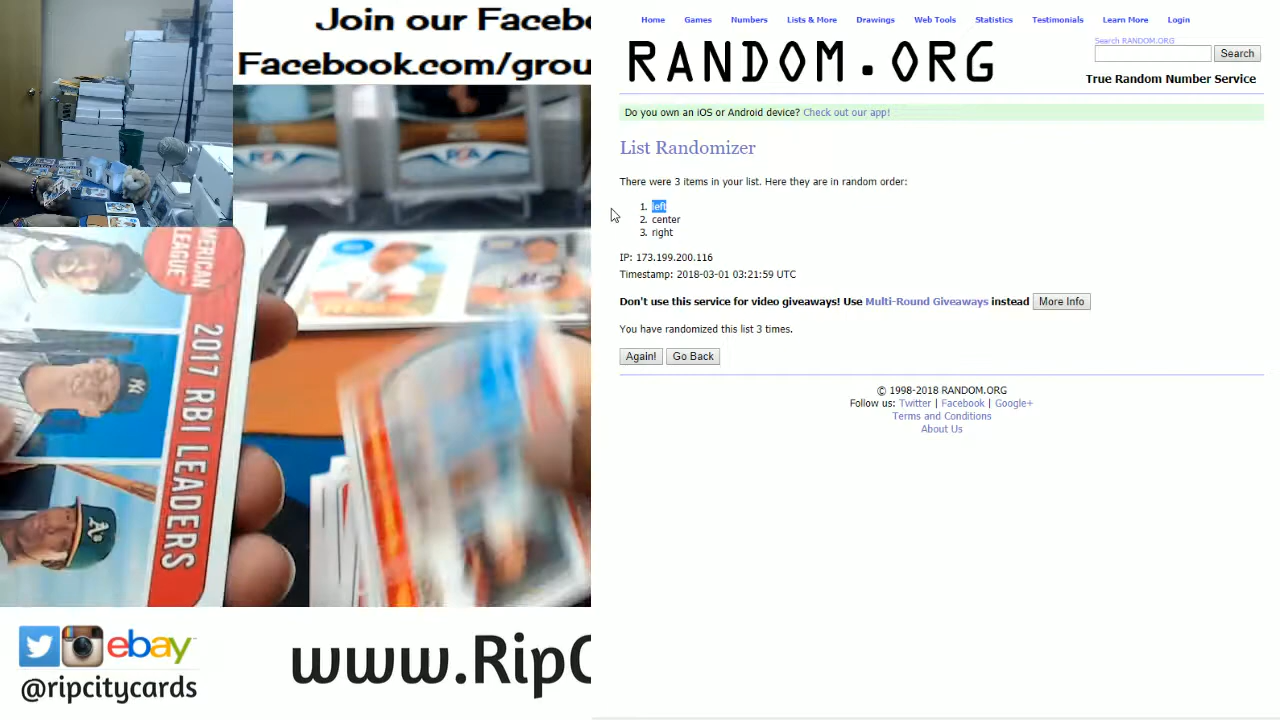 Join our Facebo
Facebook.com/grou
AMERICAN
LEAGUE
2017 RBI LEADERS
ebay
@ripcitycards
www.RipC
Home Games Numbers Lists & More Drawings Web Tools Statistics Testimonials Learn More Login
RANDOM.ORG
Search RANDOM.ORG
Search
True Random Number Service
Do you own an iOS or Android device? Check out our app!
List Randomizer
There were 3 items in your list. Here they are in random order:
1. left
2. center
3. right
IP: 173.199.200.116
Timestamp: 2018-03-01 03:21:59 UTC
Don't use this service for video giveaways! Use Multi-Round Giveaways instead More Info
You have randomized this list 3 times.
Again! Go Back
© 1998-2018 RANDOM.ORG
Follow us: Twitter | Facebook | Google+
Terms and Conditions
About Us